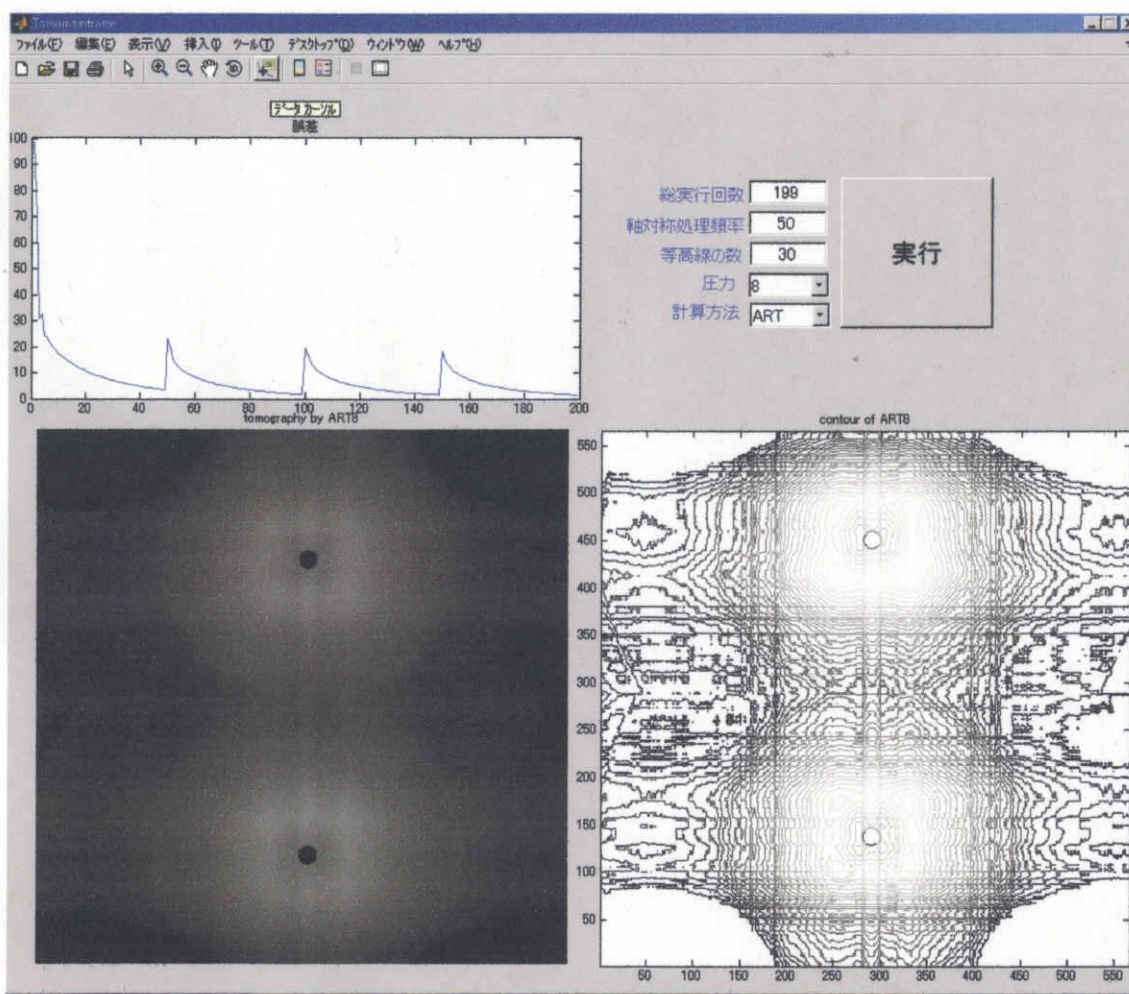 Tomomainframe
ファイル(F) 編集(E) 表示(V) 挿入(I) ツール(T) デスクトップ(D) ウィンドウ(W) ヘルプ(H)
データ カーソル
誤差
100
90
80
70
60
50
40
30
20
10
0
0 20 40 60 80 100 120 140 160 180 200
総実行回数 199
軸対称処理頻率 50
等高線の数 30
圧力 8
計算方法 ART
実行
tomography by ART8
contour of ART8
550
500
450
400
350
300
250
200
150
100
50
50 100 150 200 250 300 350 400 450 500 550